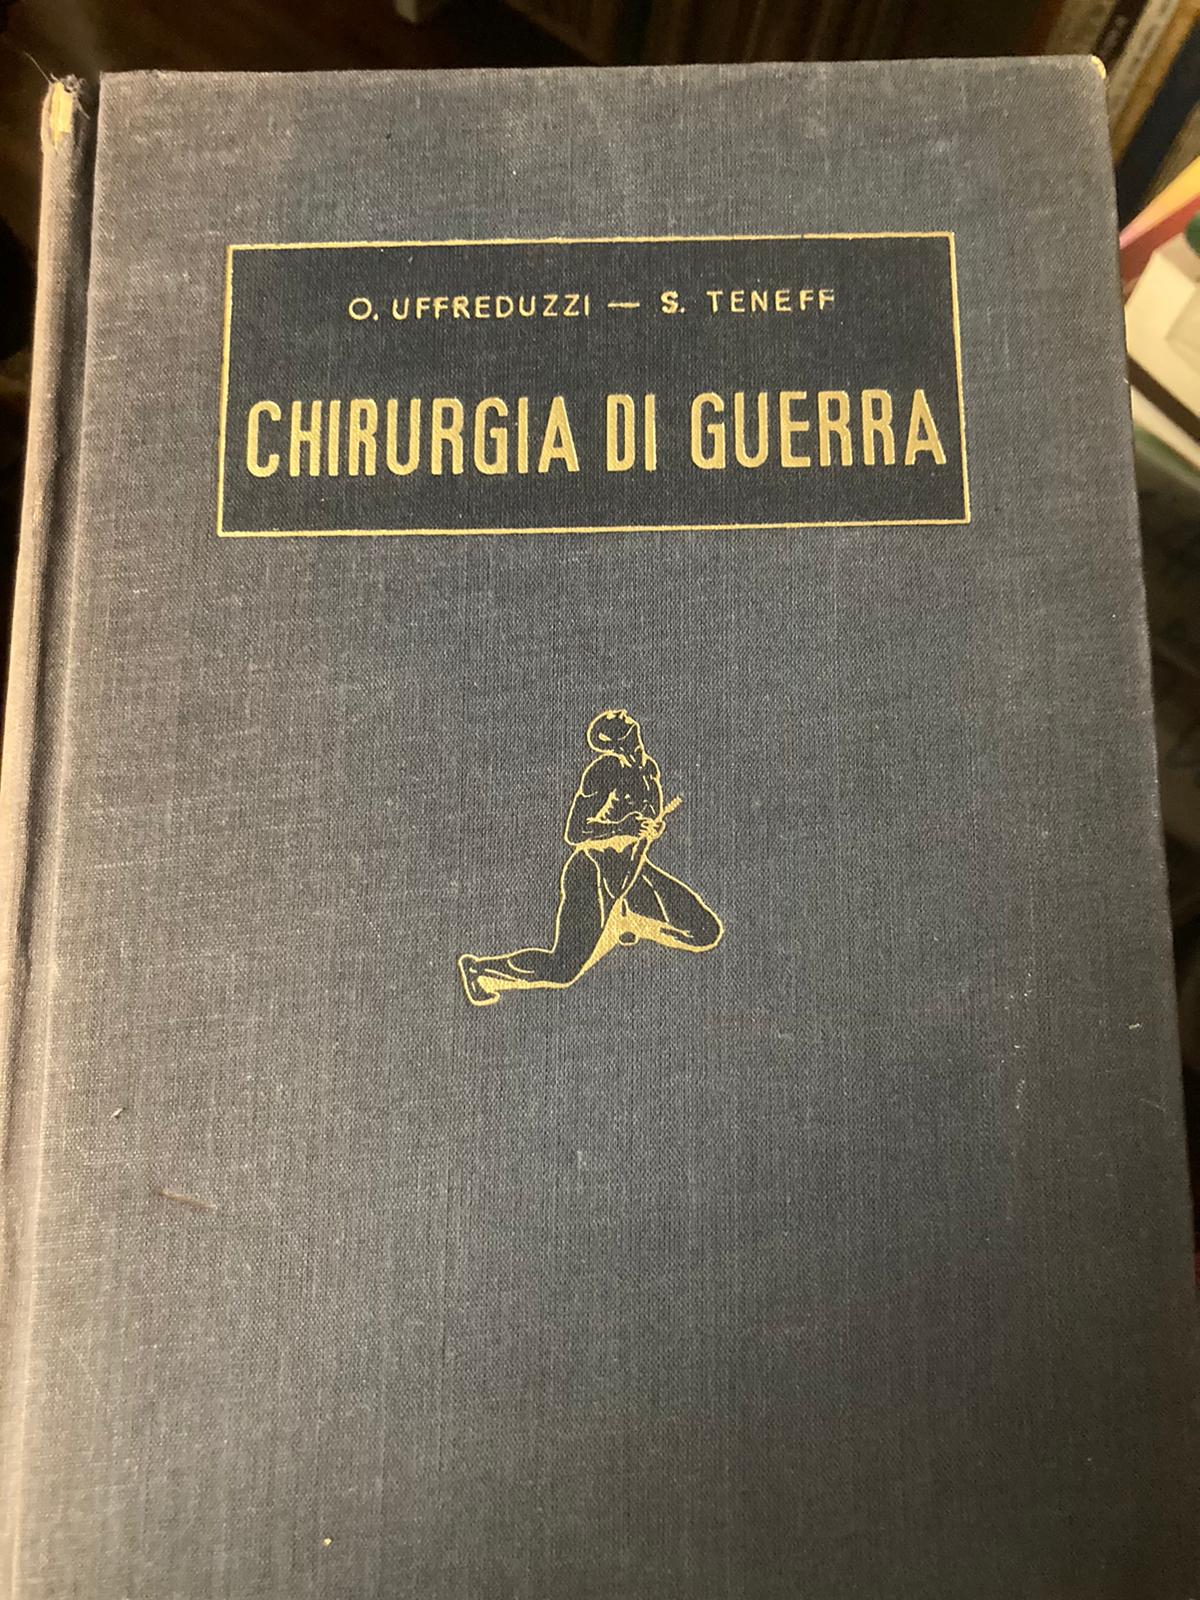 O. UFFREDUZZI — S. TENEFF
CHIRURGIA DI GUERRA